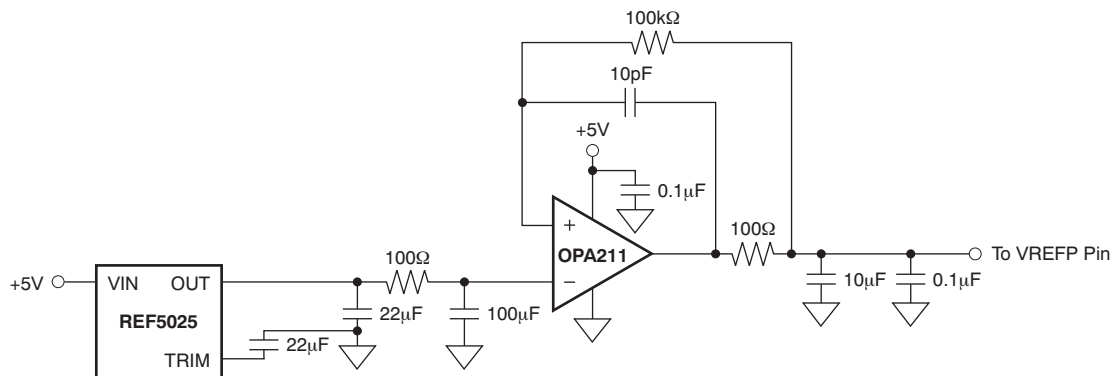 100kΩ
10pF
+5V
0.1μF
+
OPA211
−
100Ω
To VREFP Pin
10μF
0.1μF
+5V
VIN
OUT
REF5025
TRIM
22μF
22μF
100Ω
100μF